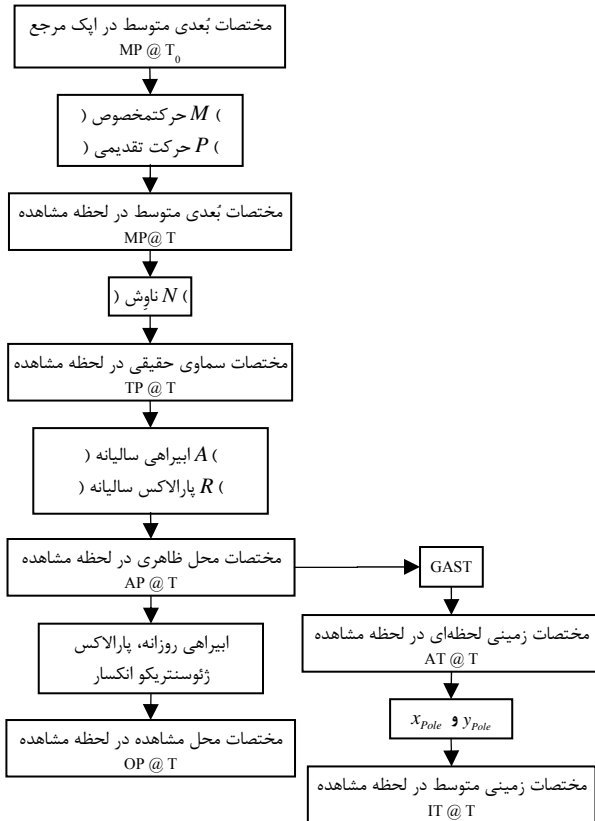 مختصات بُعدی متوسط در اپک مرجع
MP @ T0
( M حرکتمخصوص )
( P حرکت تقدیمی )
مختصات بُعدی متوسط در لحظه مشاهده
MP@ T
( N ناوِش )
مختصات سماوی حقیقی در لحظه مشاهده
TP @ T
( A ابیراهی سالیانه )
( R پارالاکس سالیانه )
مختصات محل ظاهری در لحظه مشاهده
AP @ T
GAST
ابیراهی روزانه، پارالاکس
ژئوسنتریکو انکسار
مختصات زمینی لحظه‌ای در لحظه مشاهده
AT @ T
xPole و yPole
مختصات محل مشاهده در لحظه مشاهده
OP @ T
مختصات زمینی متوسط در لحظه مشاهده
IT @ T